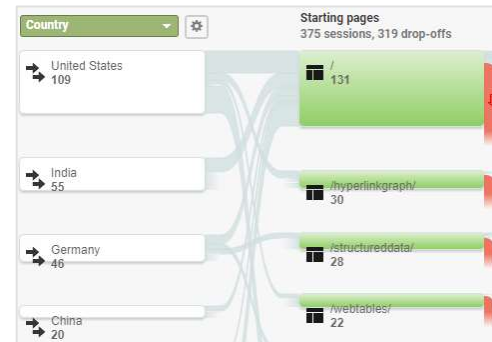 Country
Starting pages
375 sessions, 319 drop-offs
United States
109
/
131
India
55
/hyperlinkgraph/
30
Germany
46
/structureddata/
28
China
20
/webtables/
22